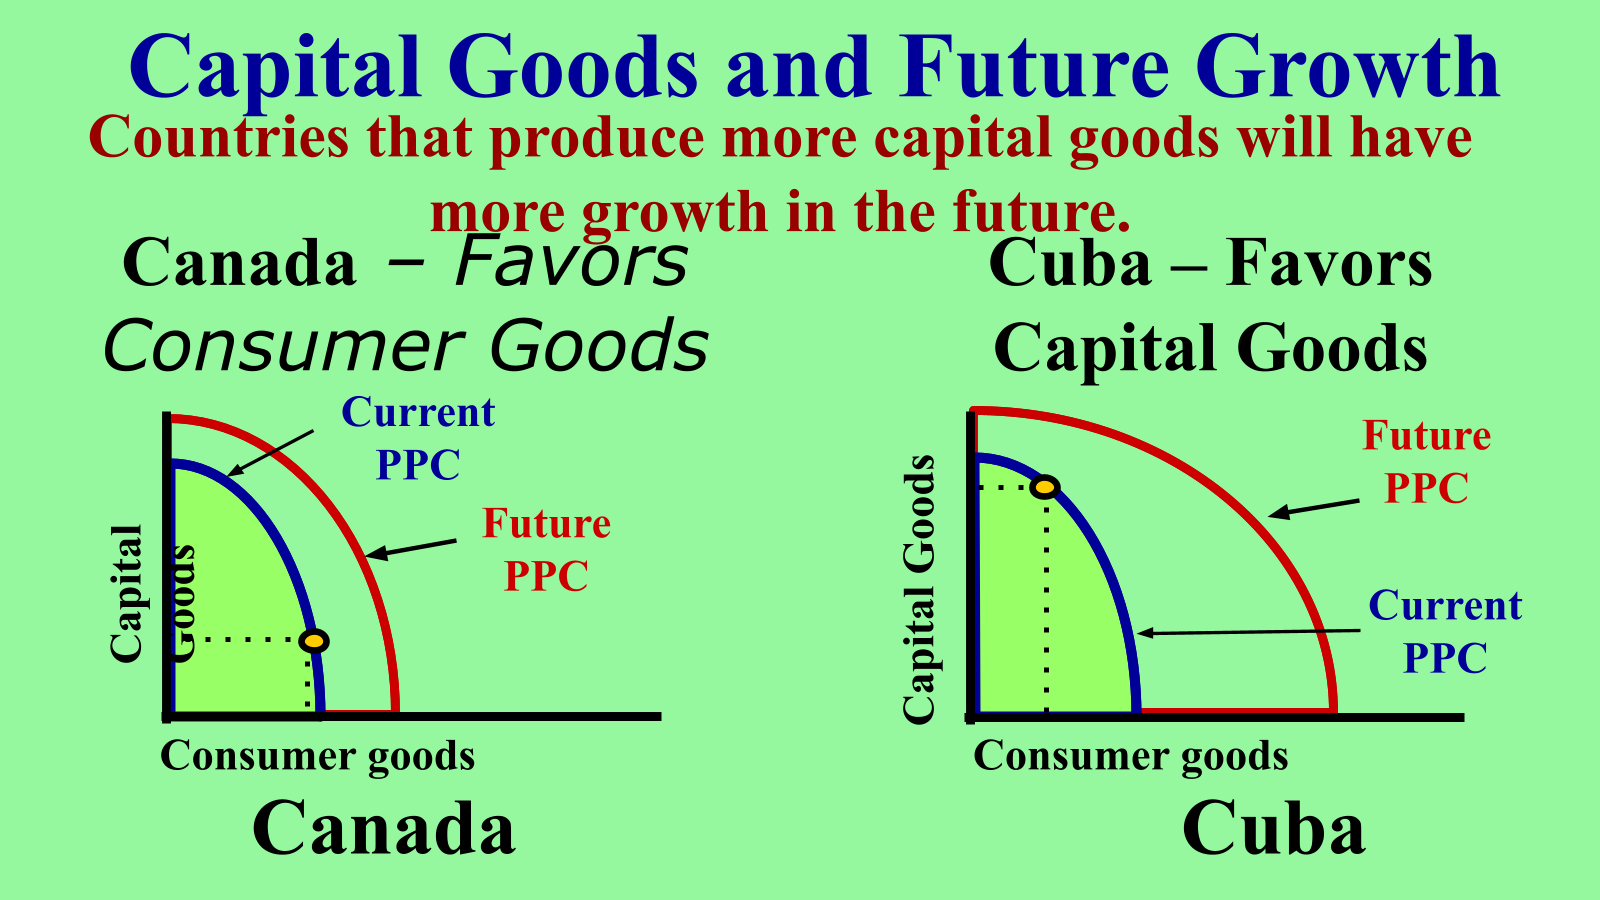 Capital Goods and Future Growth
Countries that produce more capital goods will have
more growth in the future.
Canada – Favors
Consumer Goods
Cuba – Favors
Capital Goods
Current
PPC
Future
PPC
Capital
Goods
Consumer goods
Canada
Future
PPC
Current
PPC
Capital Goods
Consumer goods
Cuba